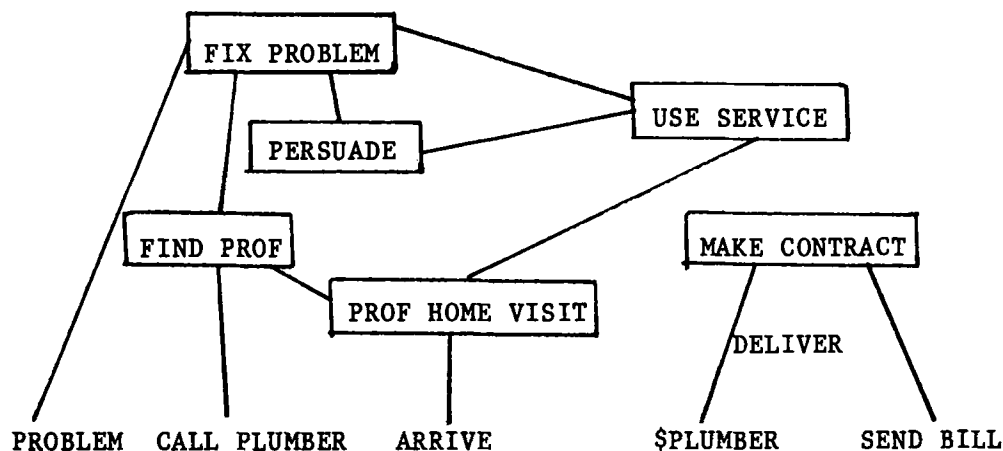 FIX PROBLEM
USE SERVICE
PERSUADE
FIND PROF
MAKE CONTRACT
PROF HOME VISIT
DELIVER
PROBLEM CALL PLUMBER ARRIVE $PLUMBER SEND BILL